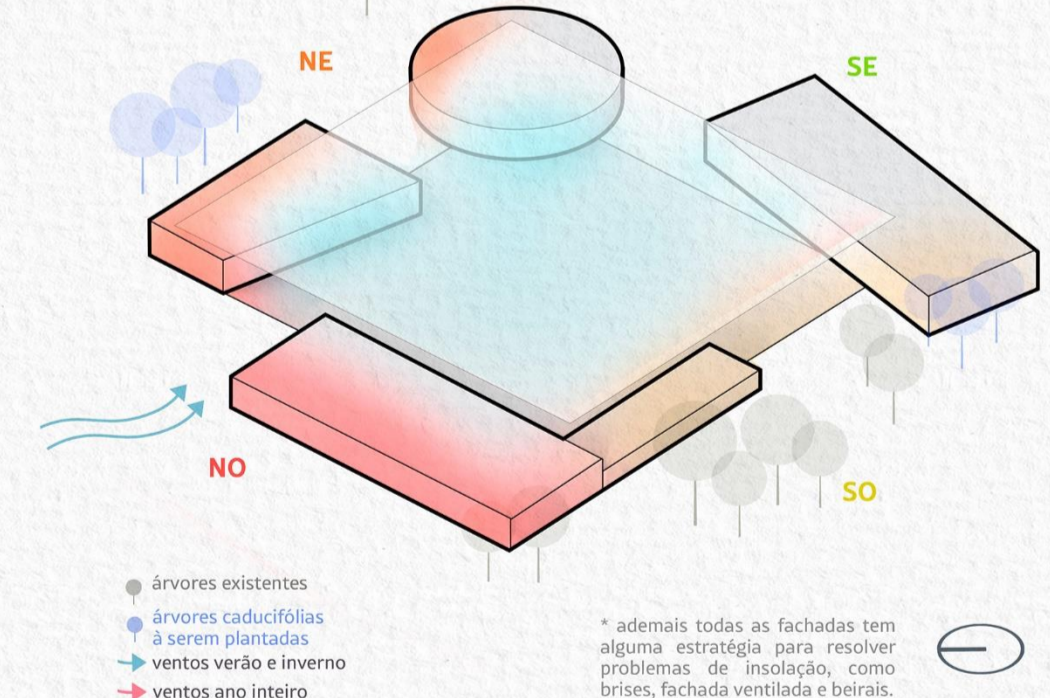 NE
SE
NO
SO
árvores existentes
árvores caducifólias
à serem plantadas
ventos verão e inverno
ventos ano inteiro
* ademais todas as fachadas tem
alguma estratégia para resolver
problemas de insolação, como
brises, fachada ventilada e beirais.